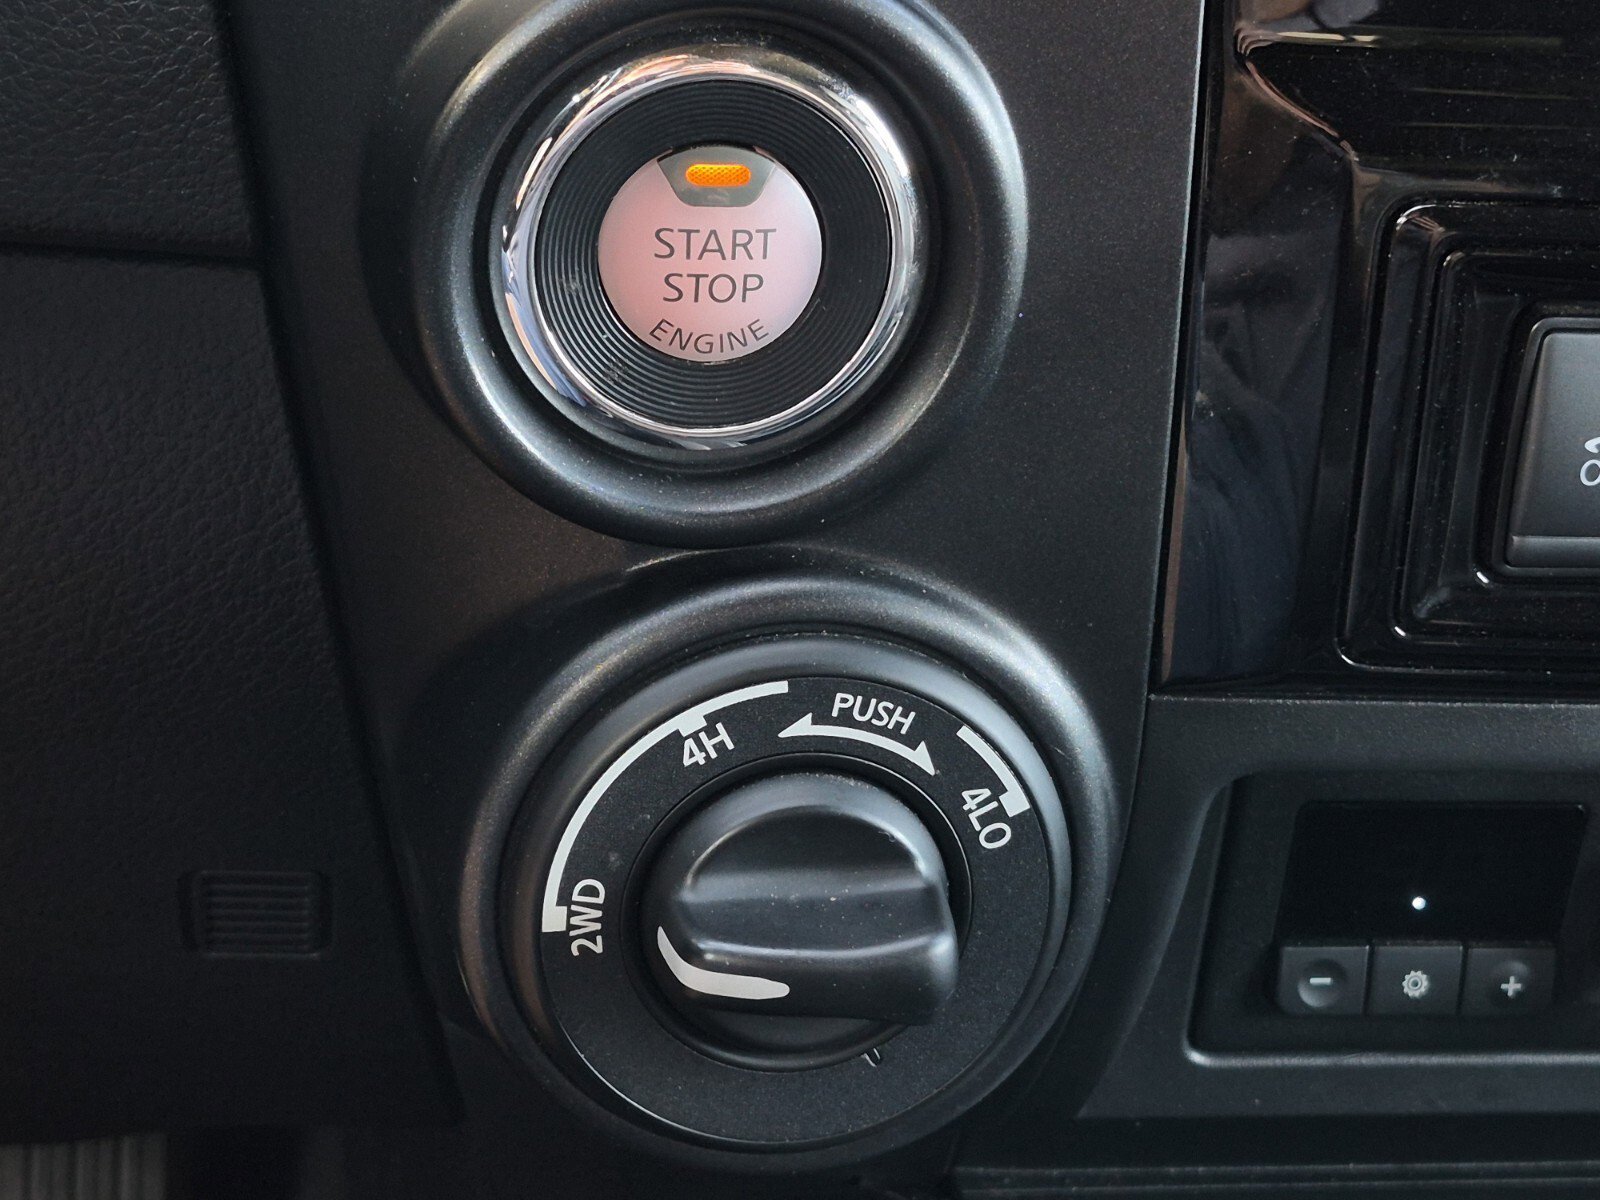 START
STOP
ENGINE
PUSH
4H
4LO
2WD
- +